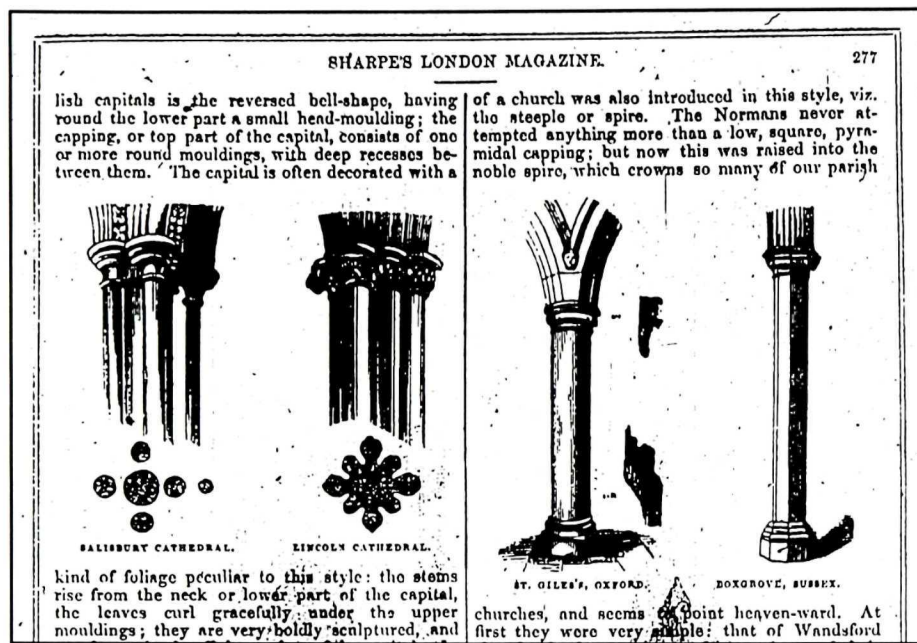 SHARPE'S LONDON MAGAZINE.
277
lish capitals is the reversed bell-shape, having
round the lower part a small head-moulding; the
capping, or top part of the capital, consists of one
or more round mouldings, with deep recesses be-
tween them. The capital is often decorated with a
SALISBURY CATHEDRAL.
LINCOLN CATHEDRAL.
kind of foliage peculiar to this style: the stems
rise from the neck or lower part of the capital,
the leaves curl gracefully under the upper
mouldings; they are very boldly sculptured, and
of a church was also introduced in this style, viz.
the steeple or spire. The Normans never at-
tempted anything more than a low, square, pyra-
midal capping; but now this was raised into the
noble spire, which crowns so many of our parish
ST. GILES'S, OXFORD.
BOXGROVE, SUSSEX.
churches, and seems to point heaven-ward. At
first they were very simple: that of Wandsford